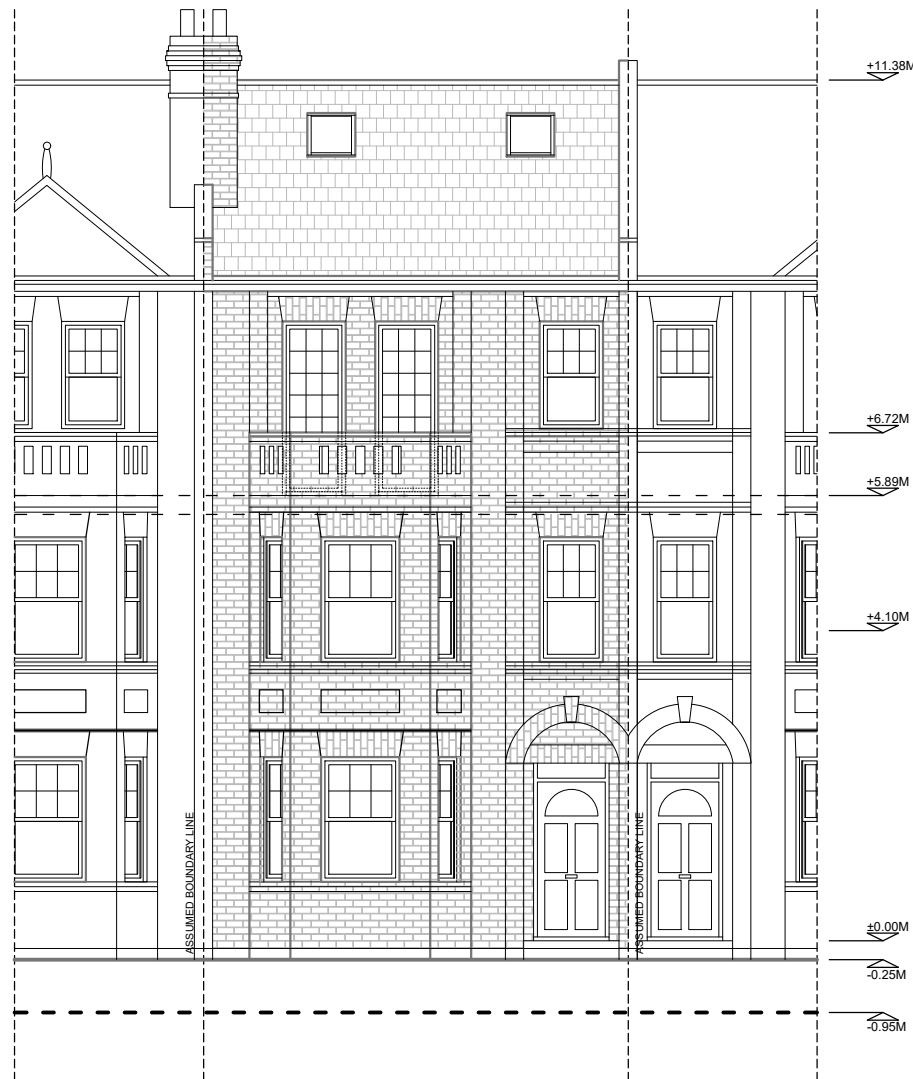 +11.38M
+6.72M
+5.89M
+4.10M
ASSUMED BOUNDARY LINE
ASSUMED BOUNDARY LINE
±0.00M
-0.25M
-0.95M